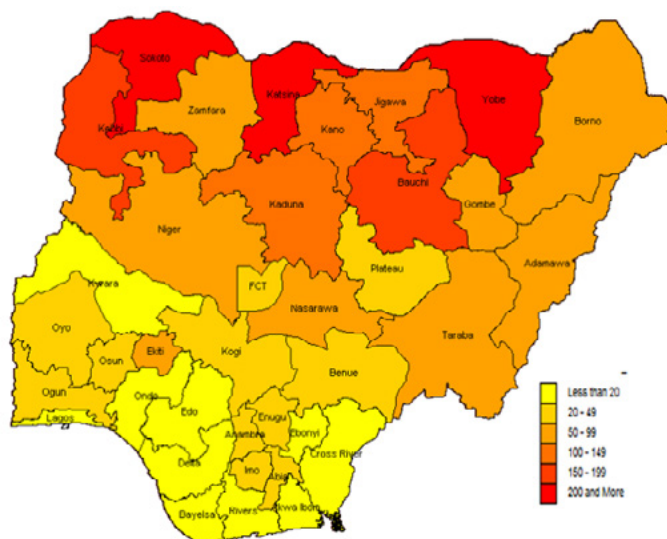 Sokoto
Katsina
Yobe
Jigawa
Borno
Zamfara
Kano
Kebbi
Bauchi
Kaduna
Gombe
Niger
Adamawa
Plateau
FCT
Kwara
Nasarawa
Taraba
Oyo
Kogi
Osun
Ekiti
Benue
Ogun
Ondo
Edo
Lagos
Enugu
Anambra
Ebonyi
Cross River
Delta
Imo
Abia
Bayelsa
Rivers
Akwa Ibom
Less than 20
20 - 49
50 - 99
100 - 149
150 - 199
200 and More